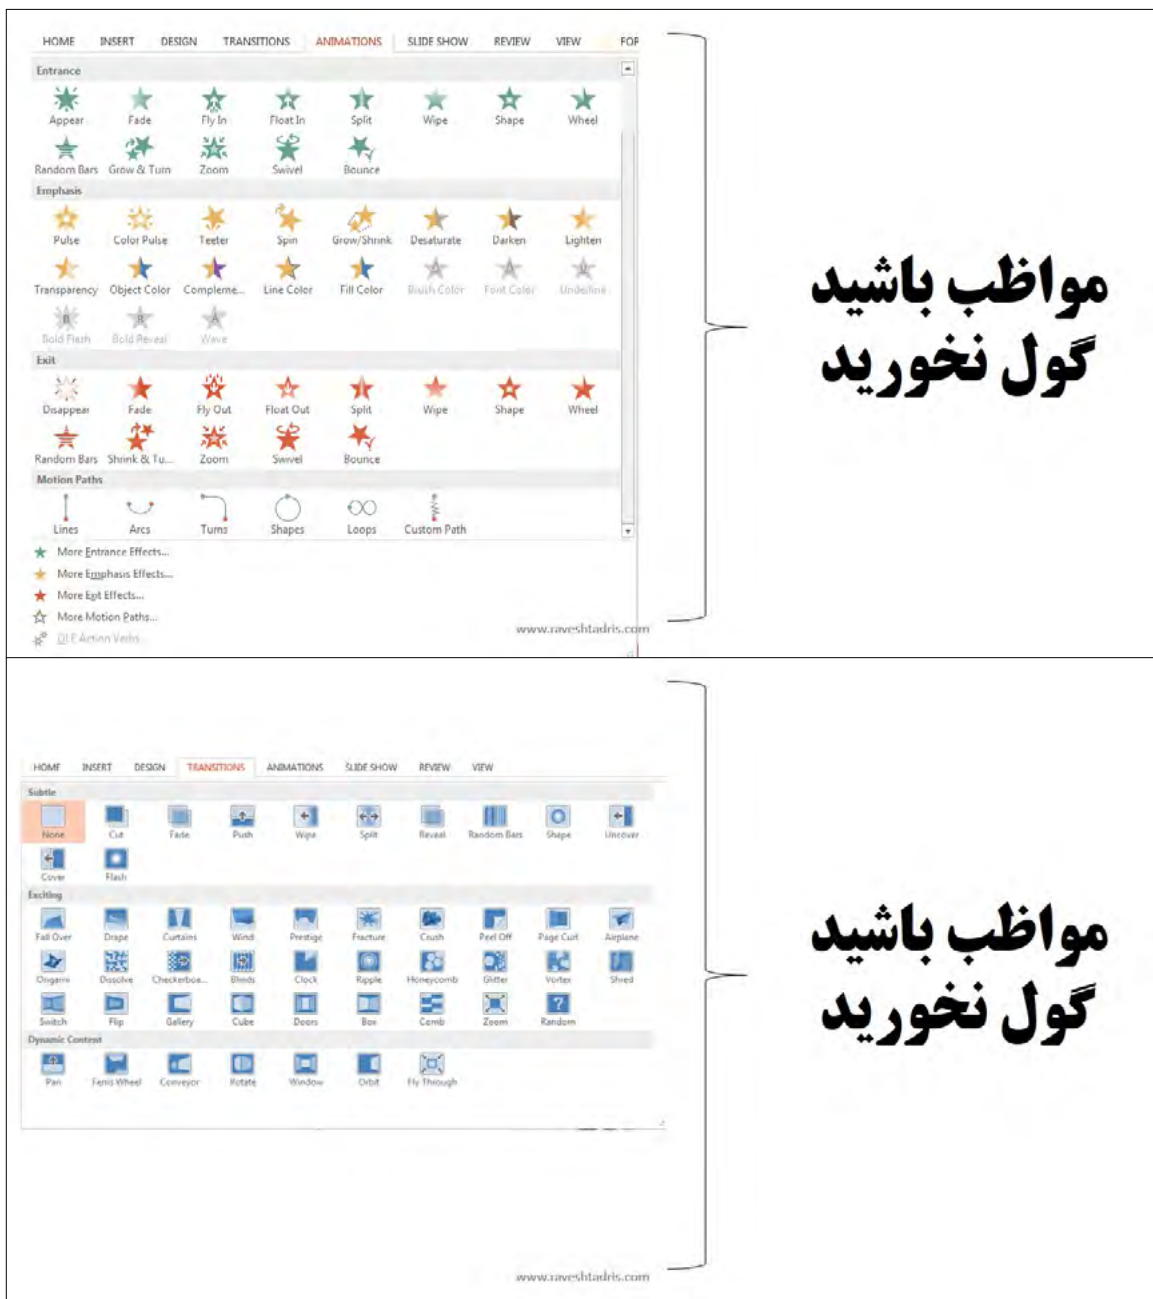 HOME INSERT DESIGN TRANSITIONS ANIMATIONS SLIDE SHOW REVIEW VIEW FOR
Entrance
Appear Fade Fly In Float In Split Wipe Shape Wheel
Random Bars Grow & Turn Zoom Swivel Bounce
Emphasis
Pulse Color Pulse Teeter Spin Grow/Shrink Desaturate Darken Lighten
Transparency Object Color Compleme... Line Color Fill Color Brush Color Font Color Underline
Bold Flash Bold Reveal Wave
Exit
Disappear Fade Fly Out Float Out Split Wipe Shape Wheel
Random Bars Shrink & Tu... Zoom Swivel Bounce
Motion Paths
Lines Arcs Turns Shapes Loops Custom Path
More Entrance Effects...
More Emphasis Effects...
More Exit Effects...
More Motion Paths...
OLE Action Verbs...
www.raveshtadris.com
مواظب باشید
گول نخورید
HOME INSERT DESIGN TRANSITIONS ANIMATIONS SLIDE SHOW REVIEW VIEW
Subtle
None Cut Fade Push Wipe Split Reveal Random Bars Shape Uncover
Cover Flash
Exciting
Fall Over Drape Curtains Wind Prestige Fracture Crush Peel Off Page Curl Airplane
Origami Dissolve Checkerboa... Blinds Clock Ripple Honeycomb Glitter Vortex Shred
Switch Flip Gallery Cube Doors Box Comb Zoom Random
Dynamic Content
Pan Ferris Wheel Conveyor Rotate Window Orbit Fly Through
www.raveshtadris.com
مواظب باشید
گول نخورید